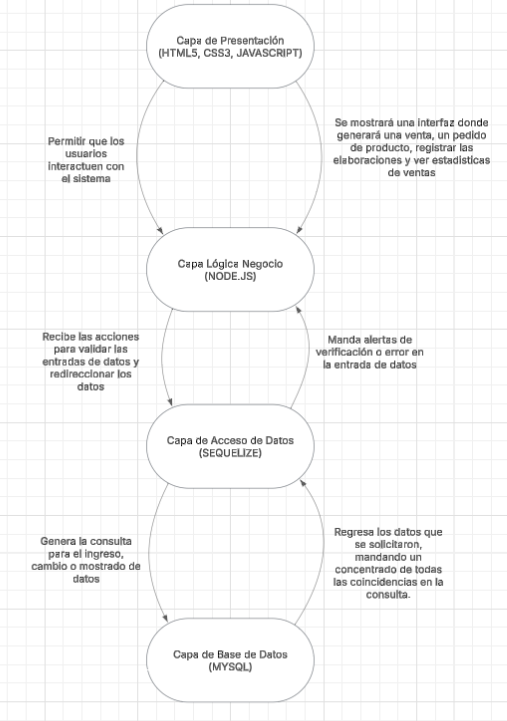 Capa de Presentación
(HTML5, CSS3, JAVASCRIPT)
Permitir que los
usuarios
interactuen con
el sistema
Se mostrará una interfaz donde
generará una venta, un pedido
de producto, registrar las
elaboraciones y ver estadisticas
de ventas
Capa Lógica Negocio
(NODE.JS)
Recibe las acciones
para validar las
entradas de datos y
redireccionar los
datos
Manda alertas de
verificación o error en
la entrada de datos
Capa de Acceso de Datos
(SEQUELIZE)
Genera la consulta
para el ingreso,
cambio o mostrado de
datos
Regresa los datos que
se solicitaron,
mandando un
concentrado de todas
las coincidencias en la
consulta.
Capa de Base de Datos
(MYSQL)